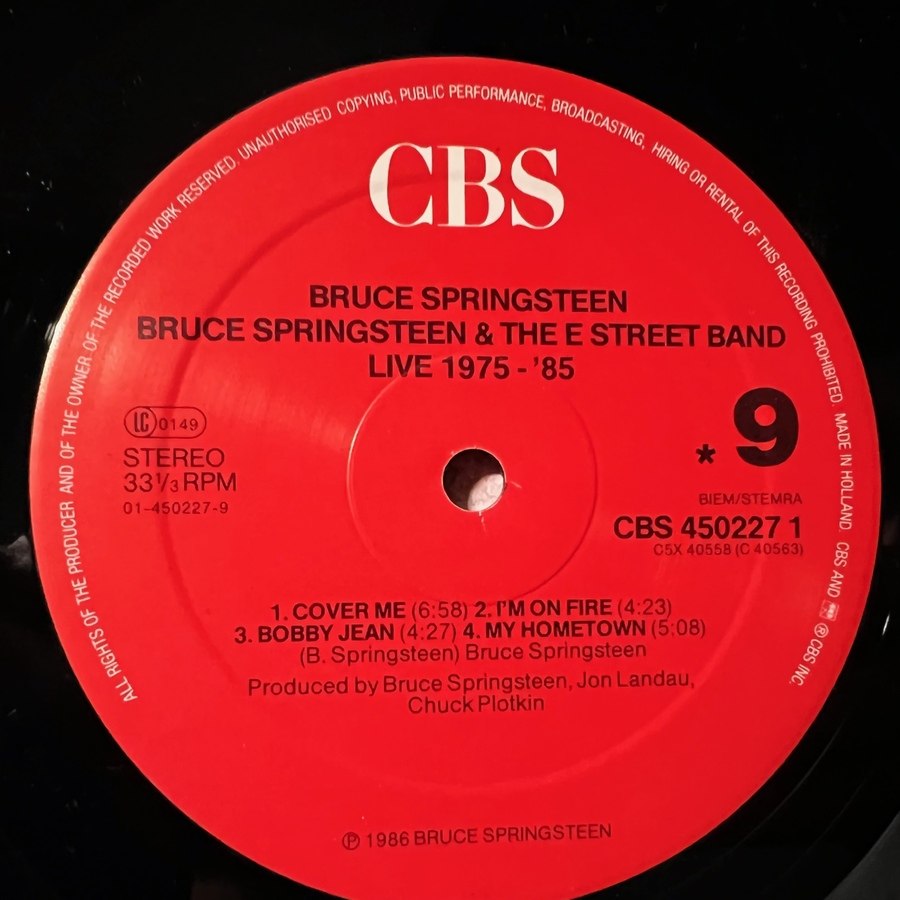 ALL RIGHTS OF THE PRODUCER AND OF THE OWNER OF THE RECORDED WORK RESERVED. UNAUTHORISED COPYING, PUBLIC PERFORMANCE, BROADCASTING, HIRING OR RENTAL OF THIS RECORDING PROHIBITED. MADE IN HOLLAND. CBS AND ℗ CBS INC.
CBS
BRUCE SPRINGSTEEN
BRUCE SPRINGSTEEN & THE E STREET BAND
LIVE 1975 - '85
LC 0149
* 9
STEREO
33 1/3 RPM
01-450227-9
BIEM/STEMRA
CBS 450227 1
C5X 40558 (C 40563)
1. COVER ME (6:58) 2. I'M ON FIRE (4:23)
3. BOBBY JEAN (4:27) 4. MY HOMETOWN (5:08)
(B. Springsteen) Bruce Springsteen
Produced by Bruce Springsteen, Jon Landau,
Chuck Plotkin
℗ 1986 BRUCE SPRINGSTEEN